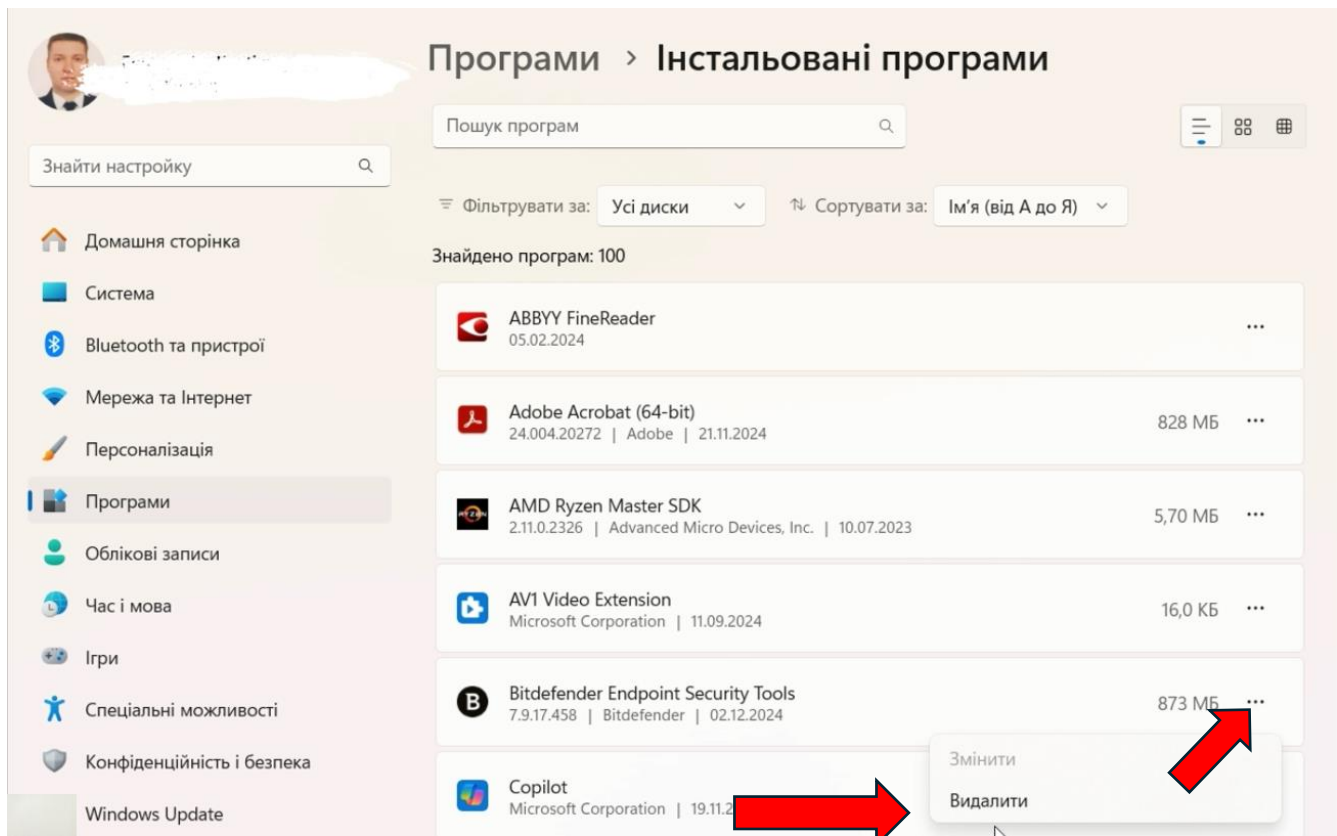 Програми > Інстальовані програми
Пошук програм
Знайти настройку
Фільтрувати за: Усі диски
Сортувати за: Ім'я (від А до Я)
Знайдено програм: 100
Домашня сторінка
Система
Bluetooth та пристрої
Мережа та Інтернет
Персоналізація
Програми
Облікові записи
Час і мова
Ігри
Спеціальні можливості
Конфіденційність і безпека
Windows Update
ABBYY FineReader
05.02.2024
Adobe Acrobat (64-bit)
24.004.20272 | Adobe | 21.11.2024
828 МБ
AMD Ryzen Master SDK
2.11.0.2326 | Advanced Micro Devices, Inc. | 10.07.2023
5,70 МБ
AV1 Video Extension
Microsoft Corporation | 11.09.2024
16,0 КБ
Bitdefender Endpoint Security Tools
7.9.17.458 | Bitdefender | 02.12.2024
873 МБ
Змінити
Видалити
Copilot
Microsoft Corporation | 19.11.2